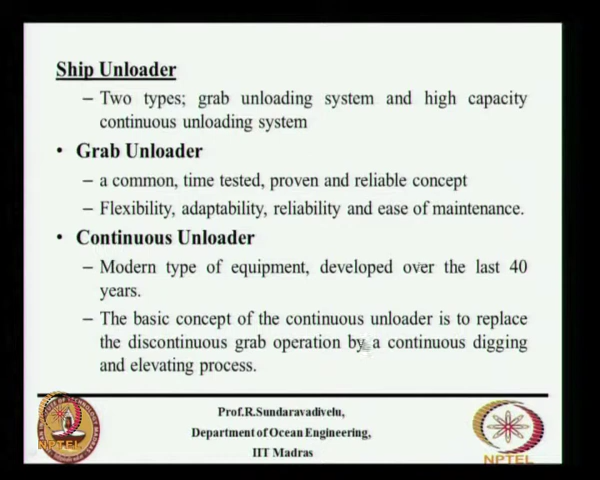 Ship Unloader
– Two types; grab unloading system and high capacity
continuous unloading system
• Grab Unloader
– a common, time tested, proven and reliable concept
– Flexibility, adaptability, reliability and ease of maintenance.
• Continuous Unloader
– Modern type of equipment, developed over the last 40
years.
– The basic concept of the continuous unloader is to replace
the discontinuous grab operation by a continuous digging
and elevating process.
Prof.R.Sundaravadivelu,
Department of Ocean Engineering,
IIT Madras
NPTEL
NPTEL